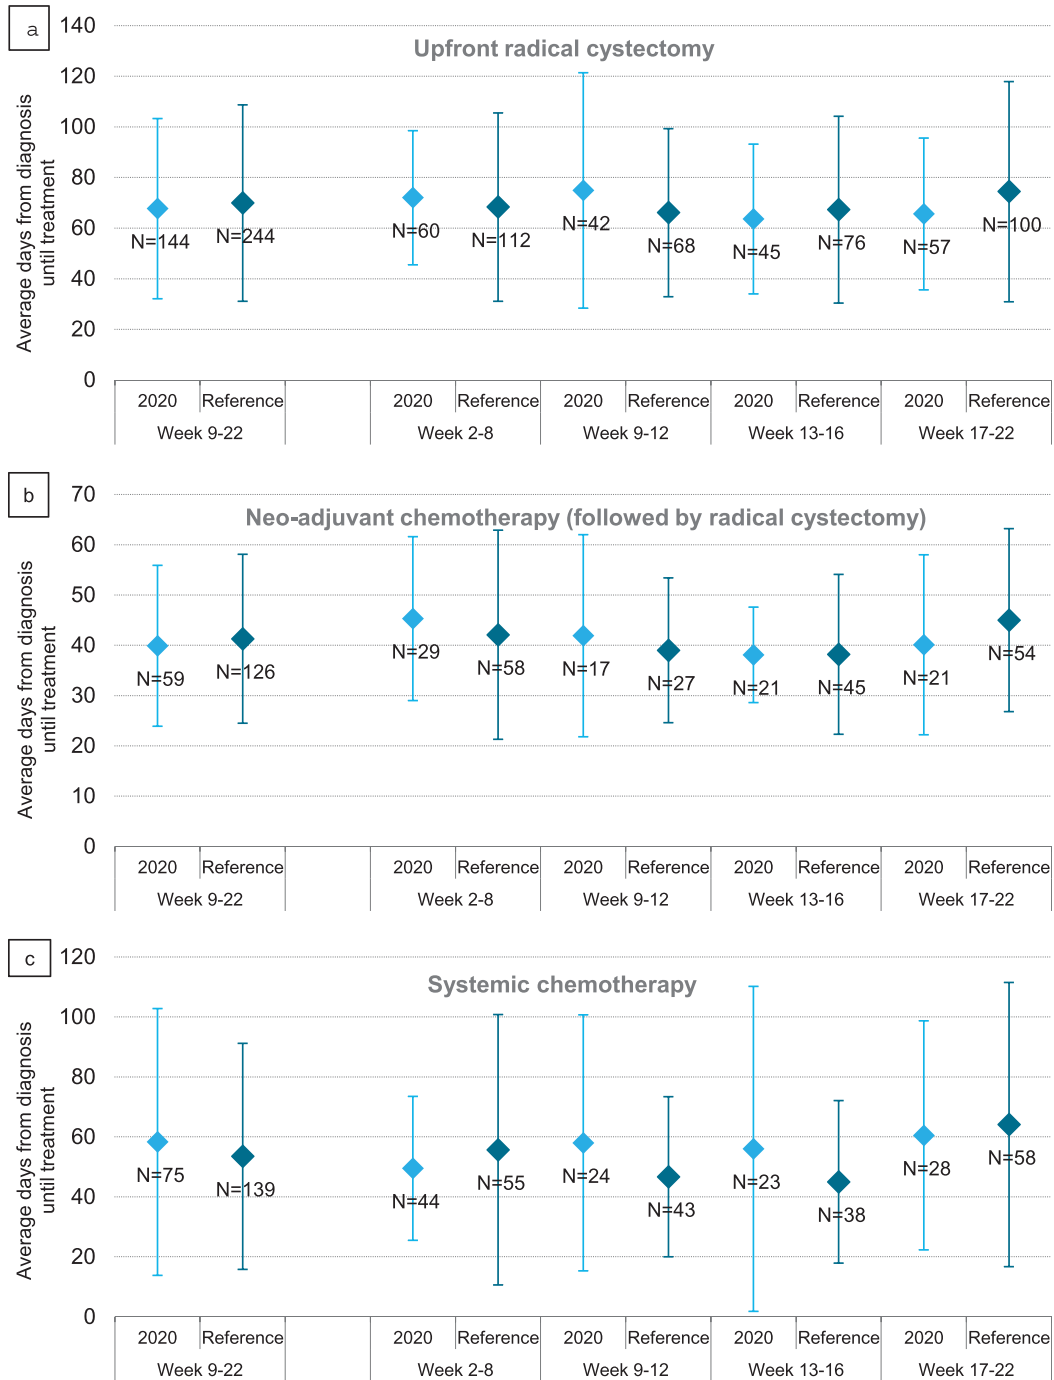 a
Upfront radical cystectomy
Average days from diagnosis
until treatment
140
120
100
80
60
40
20
0
N=144
N=244
N=60
N=112
N=42
N=68
N=45
N=76
N=57
N=100
2020 Reference 2020 Reference 2020 Reference 2020 Reference 2020 Reference
Week 9-22 Week 2-8 Week 9-12 Week 13-16 Week 17-22
b
Neo-adjuvant chemotherapy (followed by radical cystectomy)
Average days from diagnosis
until treatment
70
60
50
40
30
20
10
0
N=59
N=126
N=29
N=58
N=17
N=27
N=21
N=45
N=21
N=54
2020 Reference 2020 Reference 2020 Reference 2020 Reference 2020 Reference
Week 9-22 Week 2-8 Week 9-12 Week 13-16 Week 17-22
c
Systemic chemotherapy
Average days from diagnosis
until treatment
120
100
80
60
40
20
0
N=75
N=139
N=44
N=55
N=24
N=43
N=23
N=38
N=28
N=58
2020 Reference 2020 Reference 2020 Reference 2020 Reference 2020 Reference
Week 9-22 Week 2-8 Week 9-12 Week 13-16 Week 17-22